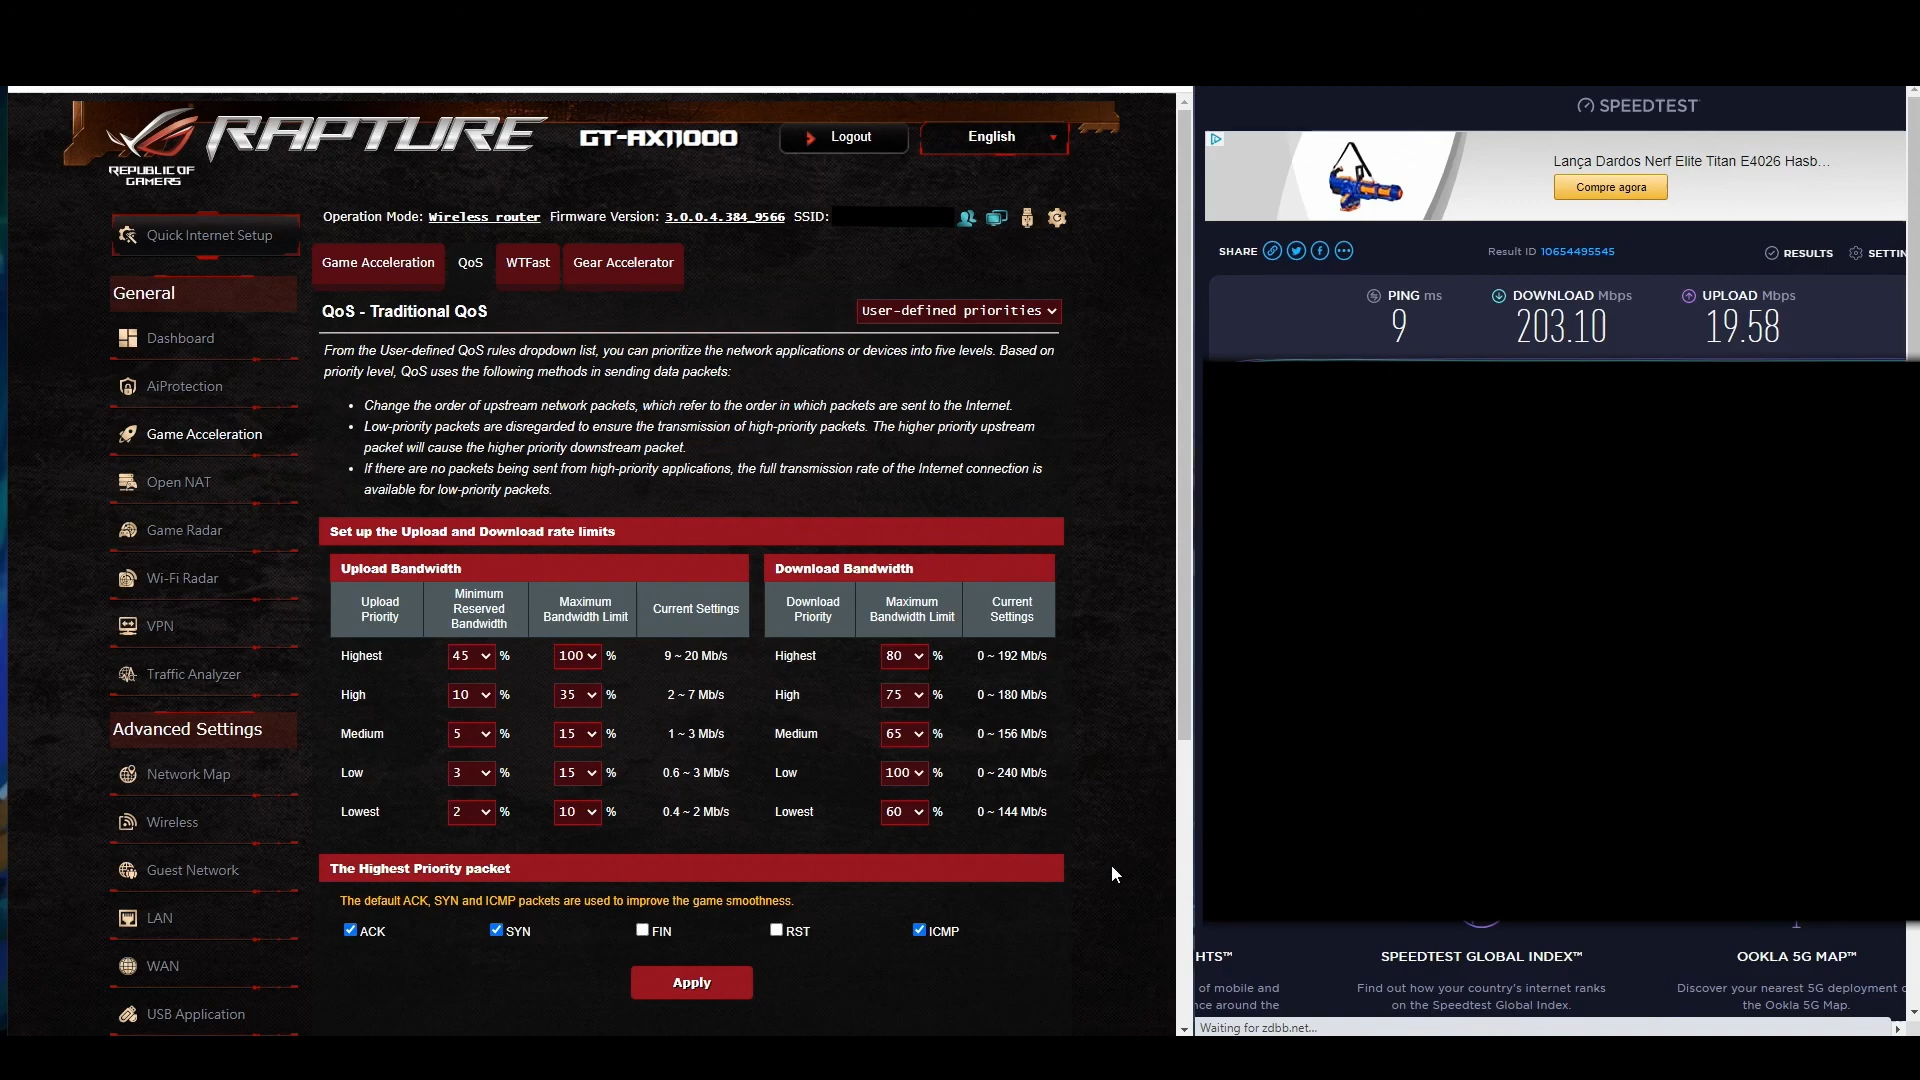 RAPTURE
REPUBLIC OF
GAMERS
GT-AX11000
Logout
English
Operation Mode: Wireless router Firmware Version: 3.0.0.4.384_9566 SSID:
Quick Internet Setup
General
Dashboard
AiProtection
Game Acceleration
Open NAT
Game Radar
Wi-Fi Radar
VPN
Traffic Analyzer
Advanced Settings
Network Map
Wireless
Guest Network
LAN
WAN
USB Application
Game Acceleration QoS WTFast Gear Accelerator
QoS - Traditional QoS
User-defined priorities
From the User-defined QoS rules dropdown list, you can prioritize the network applications or devices into five levels. Based on
priority level, QoS uses the following methods in sending data packets:
• Change the order of upstream network packets, which refer to the order in which packets are sent to the Internet.
• Low-priority packets are disregarded to ensure the transmission of high-priority packets. The higher priority upstream
packet will cause the higher priority downstream packet.
• If there are no packets being sent from high-priority applications, the full transmission rate of the Internet connection is
available for low-priority packets.
Set up the Upload and Download rate limits
Upload Bandwidth
Upload
Priority
Minimum
Reserved
Bandwidth
Maximum
Bandwidth Limit
Current Settings
Highest 45 % 100 % 9 ~ 20 Mb/s
High 10 % 35 % 2 ~ 7 Mb/s
Medium 5 % 15 % 1 ~ 3 Mb/s
Low 3 % 15 % 0.6 ~ 3 Mb/s
Lowest 2 % 10 % 0.4 ~ 2 Mb/s
Download Bandwidth
Download
Priority
Maximum
Bandwidth Limit
Current
Settings
Highest 80 % 0 ~ 192 Mb/s
High 75 % 0 ~ 180 Mb/s
Medium 65 % 0 ~ 156 Mb/s
Low 100 % 0 ~ 240 Mb/s
Lowest 60 % 0 ~ 144 Mb/s
The Highest Priority packet
The default ACK, SYN and ICMP packets are used to improve the game smoothness.
ACK SYN FIN RST ICMP
Apply
SPEEDTEST
Lança Dardos Nerf Elite Titan E4026 Hasb...
Compre agora
SHARE
Result ID 10654495545
RESULTS
SETTIN
PING ms
9
DOWNLOAD Mbps
203.10
UPLOAD Mbps
19.58
HTS™
of mobile and
nce around the
SPEEDTEST GLOBAL INDEX™
Find out how your country's internet ranks
on the Speedtest Global Index.
OOKLA 5G MAP™
Discover your nearest 5G deployment o
the Ookla 5G Map.
Waiting for zdbb.net...